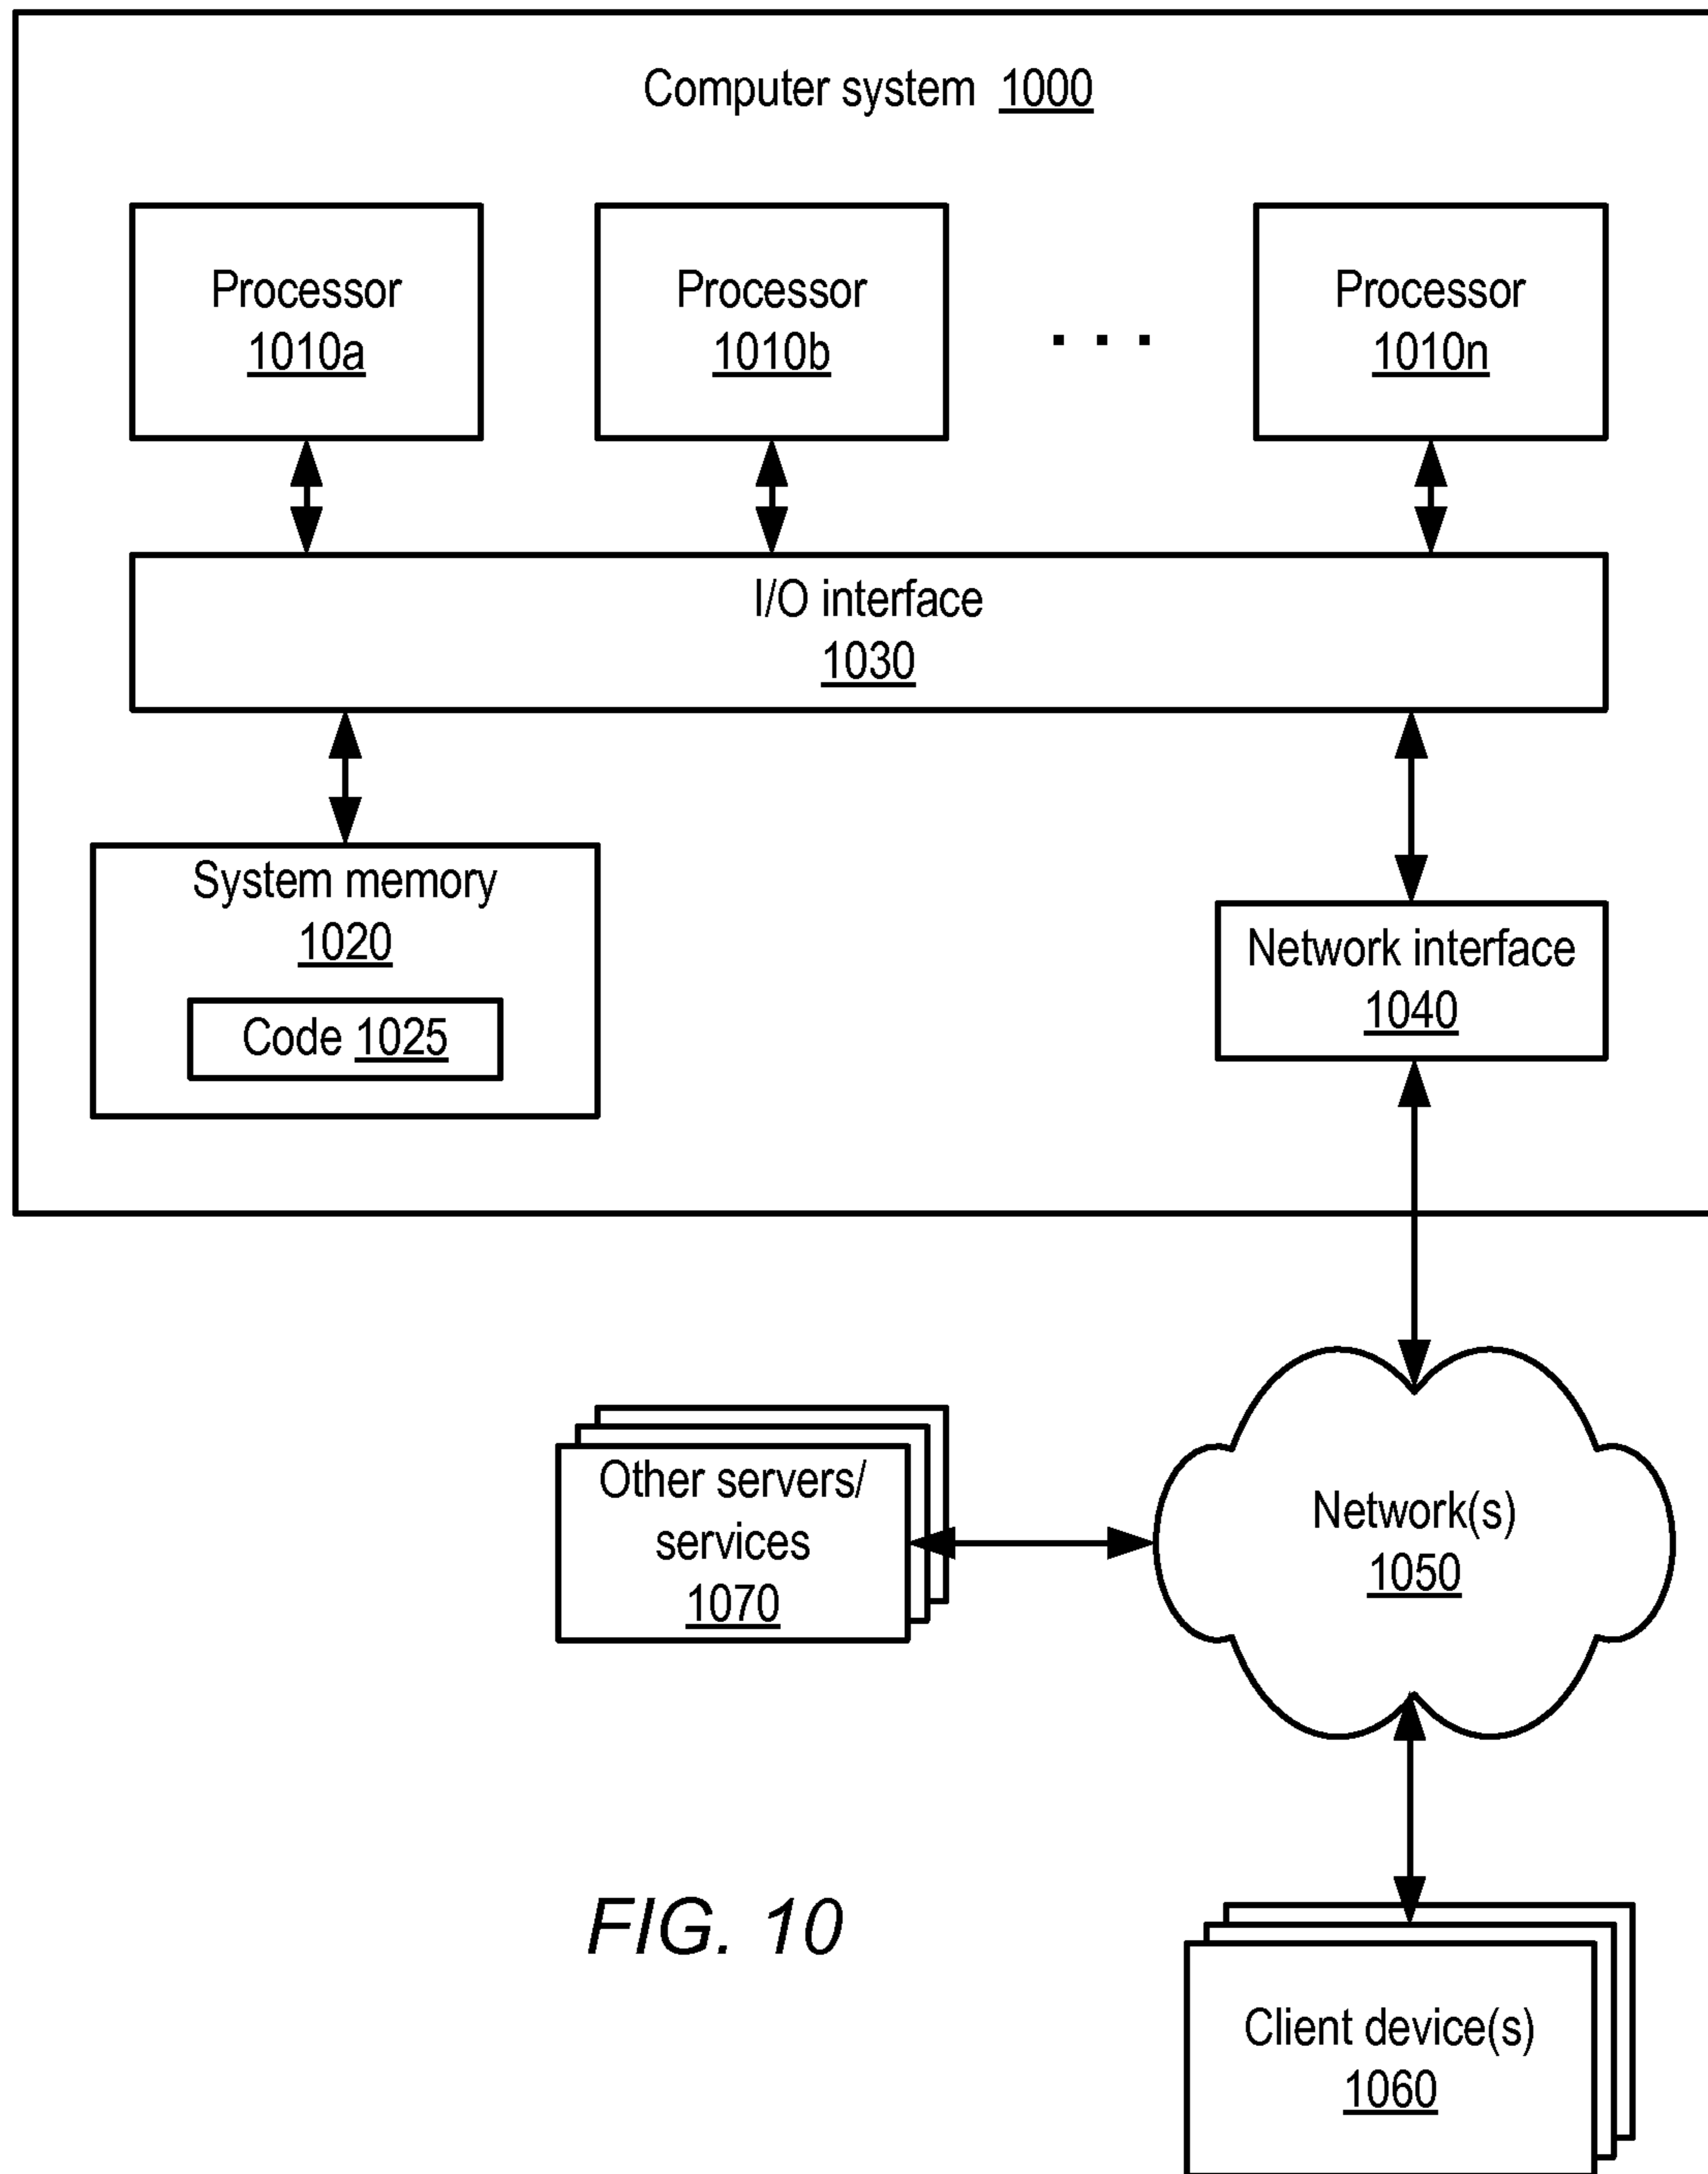 Computer system 1000
Processor
1010a
Processor
1010b
. . .
Processor
1010n
I/O interface
1030
System memory
1020
Code 1025
Network interface
1040
Other servers/
services
1070
Network(s)
1050
FIG. 10
Client device(s)
1060